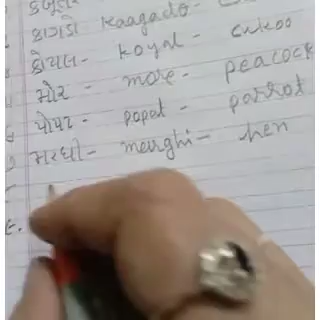 કાગડો Kaagado -
કોયલ - koyal - cukoo
મોર - more - peacock
પોપટ - popat - parrot
મરઘી - murghi - hen